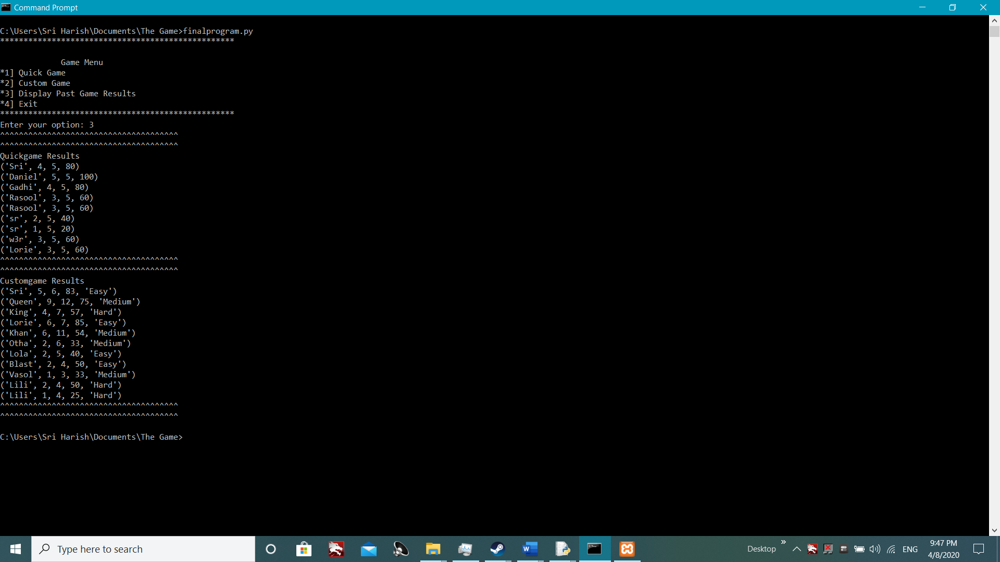 Command Prompt
C:\Users\Sri Harish\Documents\The Game>finalprogram.py
**************************************************
Game Menu
*1] Quick Game
*2] Custom Game
*3] Display Past Game Results
*4] Exit
**************************************************
Enter your option: 3
^^^^^^^^^^^^^^^^^^^^^^^^^^^^^^^^^^^^^^
^^^^^^^^^^^^^^^^^^^^^^^^^^^^^^^^^^^^^^
Quickgame Results
('Sri', 4, 5, 80)
('Daniel', 5, 5, 100)
('Gadhi', 4, 5, 80)
('Rasool', 3, 5, 60)
('Rasool', 3, 5, 60)
('sr', 2, 5, 40)
('sr', 1, 5, 20)
('w3r', 3, 5, 60)
('Lorie', 3, 5, 60)
^^^^^^^^^^^^^^^^^^^^^^^^^^^^^^^^^^^^^^
^^^^^^^^^^^^^^^^^^^^^^^^^^^^^^^^^^^^^^
Customgame Results
('Sri', 5, 6, 83, 'Easy')
('Queen', 9, 12, 75, 'Medium')
('King', 4, 7, 57, 'Hard')
('Lorie', 6, 7, 85, 'Easy')
('Khan', 6, 11, 54, 'Medium')
('Otha', 2, 6, 33, 'Medium')
('Lola', 2, 5, 40, 'Easy')
('Blast', 2, 4, 50, 'Easy')
('Vasol', 1, 3, 33, 'Medium')
('Lili', 2, 4, 50, 'Hard')
('Lili', 1, 4, 25, 'Hard')
^^^^^^^^^^^^^^^^^^^^^^^^^^^^^^^^^^^^^^
^^^^^^^^^^^^^^^^^^^^^^^^^^^^^^^^^^^^^^
C:\Users\Sri Harish\Documents\The Game>
Type here to search
Desktop »
ENG
9:47 PM
4/8/2020